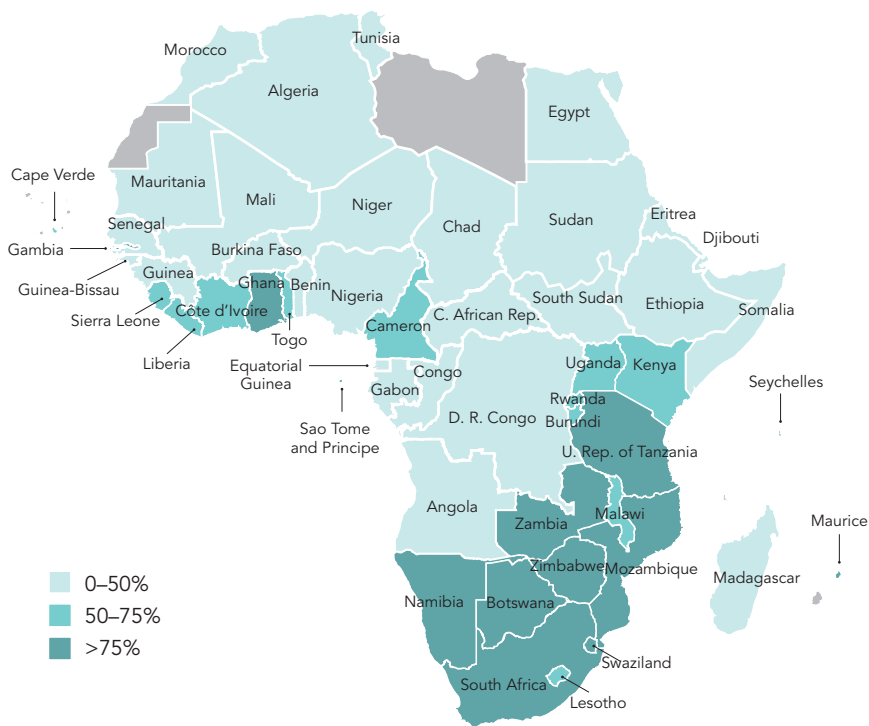 Tunisia
Morocco
Algeria
Egypt
Cape Verde
Mauritania
Mali
Niger
Chad
Sudan
Eritrea
Senegal
Djibouti
Gambia
Burkina Faso
Guinea
Guinea-Bissau
Ghana
Benin
Nigeria
South Sudan
Ethiopia
Somalia
Côte d'Ivoire
C. African Rep.
Sierra Leone
Cameron
Togo
Liberia
Equatorial
Guinea
Congo
Gabon
Uganda
Kenya
Seychelles
Rwanda
Burundi
D. R. Congo
Sao Tome
and Principe
U. Rep. of Tanzania
Angola
Zambia
Malawi
Maurice
Zimbabwe
Mozambique
Madagascar
Namibia
Botswana
Swaziland
South Africa
Lesotho
0–50%
50–75%
>75%